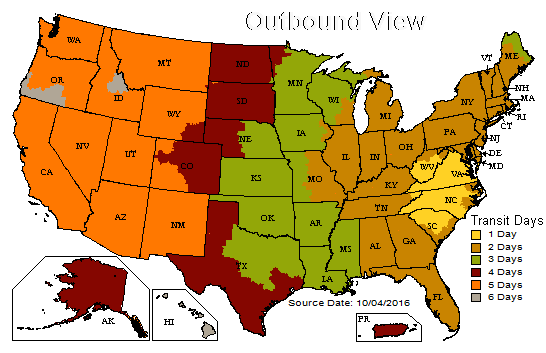 Outbound View
WA
MT
ND
MN
ME
VT
OR
ID
SD
WI
NH
MA
NY
MI
RI
CT
WY
IA
PA
NJ
NE
OH
DE
NV
UT
CO
IL
IN
WV
MD
VA
CA
KS
MO
KY
NC
TN
AZ
NM
OK
AR
SC
MS
AL
GA
TX
LA
FL
Transit Days
1 Day
2 Days
3 Days
4 Days
5 Days
6 Days
Source Date: 10/04/2016
AK
HI
PR